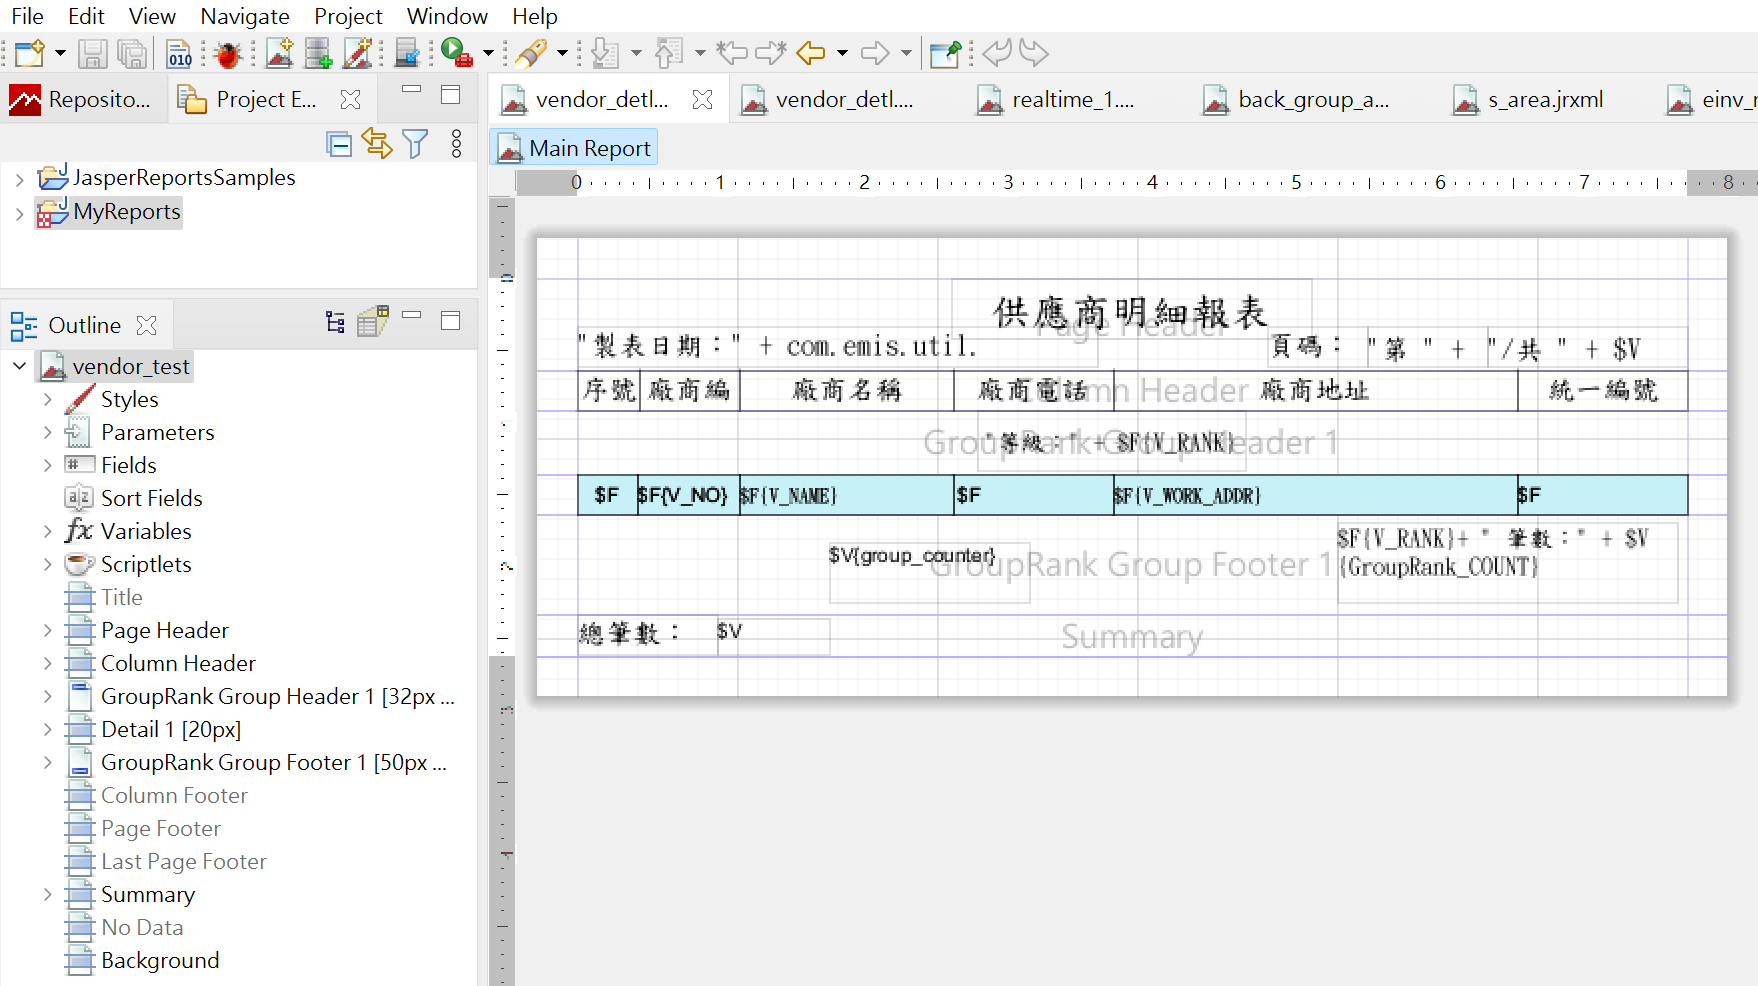 File Edit View Navigate Project Window Help
010
Reposito... Project E...
vendor_detl... vendor_detl.... realtime_1.... back_group_a... s_area.jrxml einv_r
Main Report
JasperReportsSamples
MyReports
0 1 2 3 4 5 6 7 8
Outline
vendor_test
Styles
Parameters
Fields
Sort Fields
Variables
Scriptlets
Title
Page Header
Column Header
GroupRank Group Header 1 [32px ...
Detail 1 [20px]
GroupRank Group Footer 1 [50px ...
Column Footer
Page Footer
Last Page Footer
Summary
No Data
Background
供應商明細報表
Page Header
"製表日期：" + com.emis.util. 頁碼： "第 " + "/共 " + $V
序號 廠商編 廠商名稱 廠商電話 廠商地址 統一編號
Column Header
"等級：" + $F{V_RANK}
GroupRank Group Header 1
$F $F{V_NO} $F{V_NAME} $F $F{V_WORK_ADDR} $F
$V{group_counter} $F{V_RANK}+ " 筆數：" + $V
{GroupRank_COUNT}
GroupRank Group Footer 1
總筆數： $V
Summary